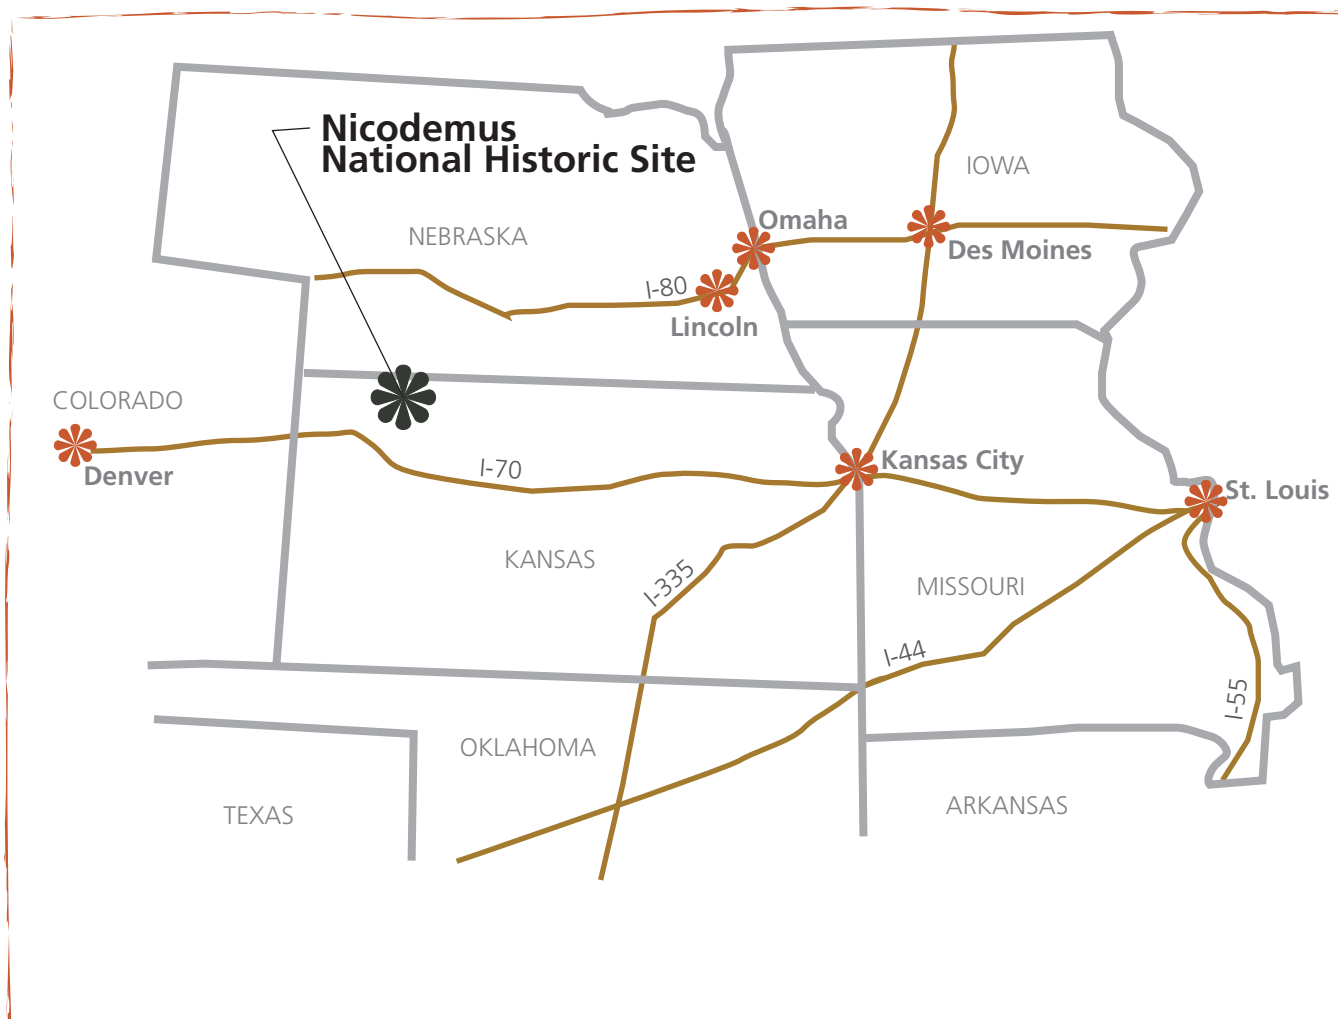 Nicodemus
National Historic Site
IOWA
Omaha
NEBRASKA
Des Moines
I-80
Lincoln
COLORADO
Denver
I-70
Kansas City
St. Louis
KANSAS
I-335
MISSOURI
I-44
I-55
OKLAHOMA
TEXAS
ARKANSAS